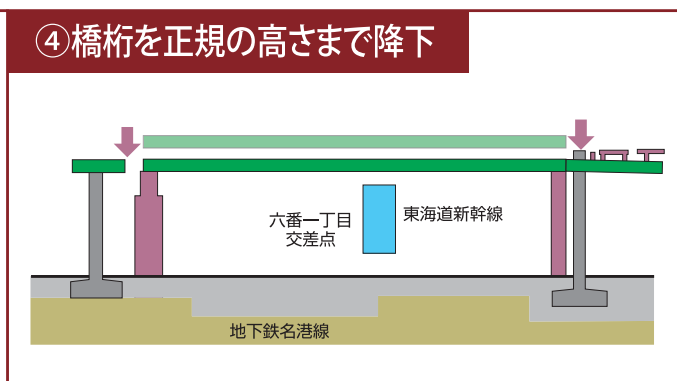 ④橋桁を正規の高さまで降下
六番一丁目
交差点
東海道新幹線
地下鉄名港線